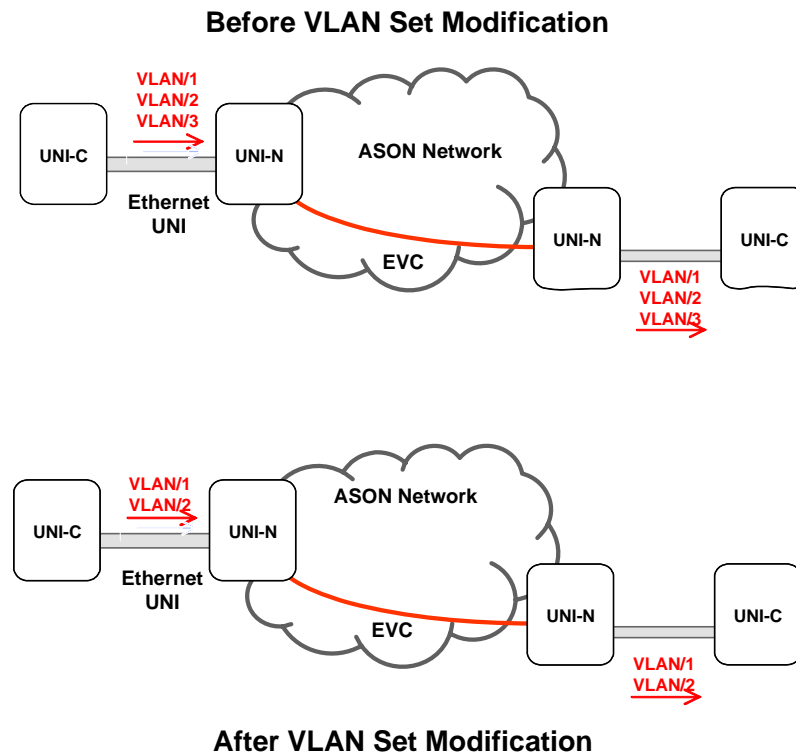 Before VLAN Set Modification
VLAN/1
VLAN/2
VLAN/3
UNI-C
UNI-N
ASON Network
Ethernet
UNI
EVC
UNI-N
UNI-C
VLAN/1
VLAN/2
VLAN/3
VLAN/1
VLAN/2
ASON Network
UNI-C
UNI-N
Ethernet
UNI
EVC
UNI-N
UNI-C
VLAN/1
VLAN/2
After VLAN Set Modification